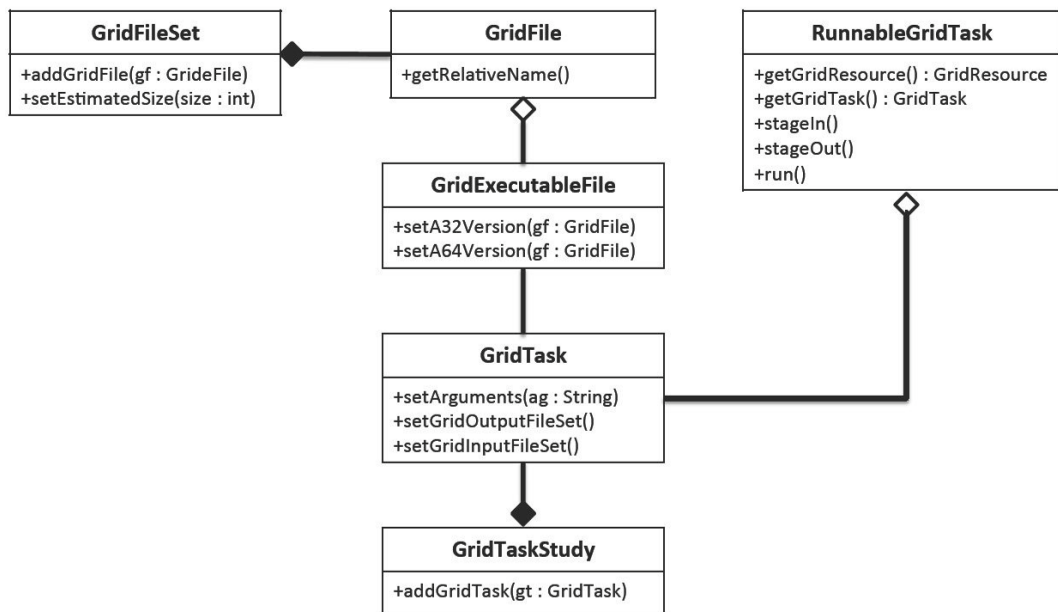 GridFileSet
+addGridFile(gf : GrideFile)
+setEstimatedSize(size : int)
GridFile
+getRelativeName()
RunnableGridTask
+getGridResource() : GridResource
+getGridTask() : GridTask
+stageIn()
+stageOut()
+run()
GridExecutableFile
+setA32Version(gf : GridFile)
+setA64Version(gf : GridFile)
GridTask
+setArguments(ag : String)
+setGridOutputFileSet()
+setGridInputFileSet()
GridTaskStudy
+addGridTask(gt : GridTask)